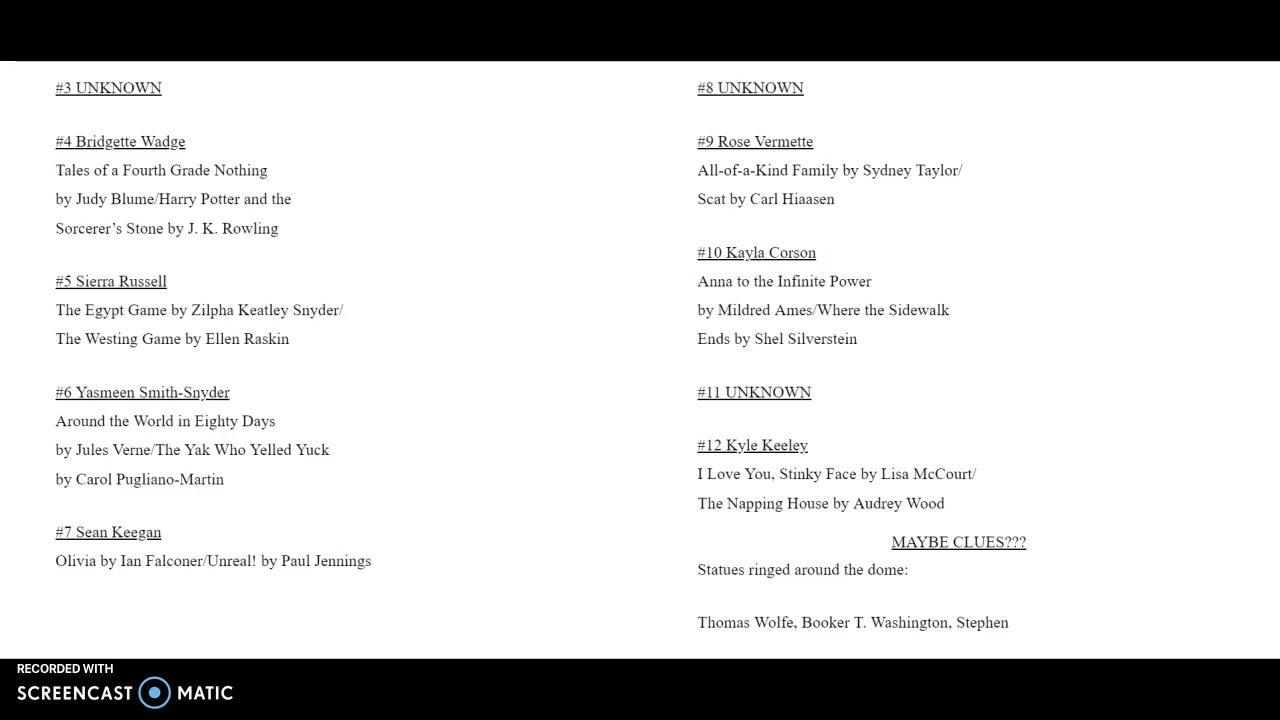 #3 UNKNOWN
#4 Bridgette Wadge
Tales of a Fourth Grade Nothing
by Judy Blume/Harry Potter and the
Sorcerer’s Stone by J. K. Rowling
#5 Sierra Russell
The Egypt Game by Zilpha Keatley Snyder/
The Westing Game by Ellen Raskin
#6 Yasmeen Smith-Snyder
Around the World in Eighty Days
by Jules Verne/The Yak Who Yelled Yuck
by Carol Pugliano-Martin
#7 Sean Keegan
Olivia by Ian Falconer/Unreal! by Paul Jennings
#8 UNKNOWN
#9 Rose Vermette
All-of-a-Kind Family by Sydney Taylor/
Scat by Carl Hiaasen
#10 Kayla Corson
Anna to the Infinite Power
by Mildred Ames/Where the Sidewalk
Ends by Shel Silverstein
#11 UNKNOWN
#12 Kyle Keeley
I Love You, Stinky Face by Lisa McCourt/
The Napping House by Audrey Wood
MAYBE CLUES???
Statues ringed around the dome:
Thomas Wolfe, Booker T. Washington, Stephen
RECORDED WITH
SCREENCAST MATIC